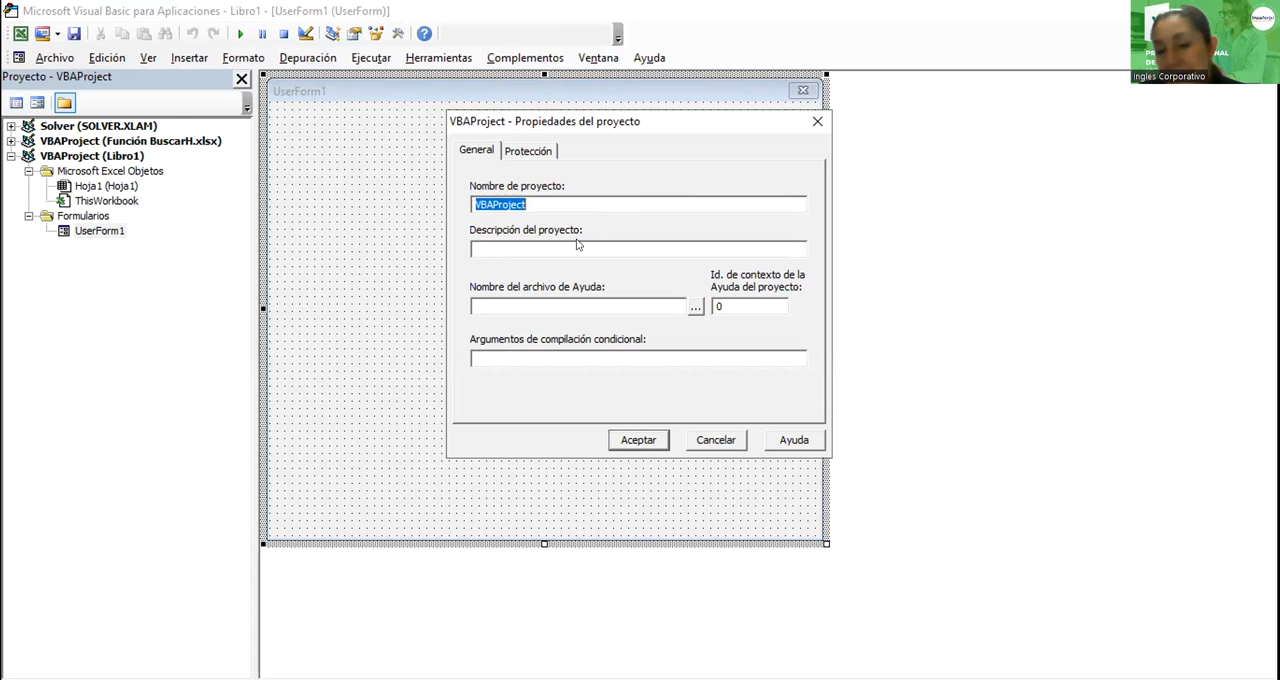 Microsoft Visual Basic para Aplicaciones - Libro1 - [UserForm1 (UserForm)]
Archivo Edición Ver Insertar Formato Depuración Ejecutar Herramientas Complementos Ventana Ayuda
Ingles Corporativo
Proyecto - VBAProject
Solver (SOLVER.XLAM)
VBAProject (Función BuscarH.xlsx)
VBAProject (Libro1)
Microsoft Excel Objetos
Hoja1 (Hoja1)
ThisWorkbook
Formularios
UserForm1
UserForm1
VBAProject - Propiedades del proyecto
General Protección
Nombre de proyecto:
VBAProject
Descripción del proyecto:
Nombre del archivo de Ayuda:
Id. de contexto de la
Ayuda del proyecto:
...
0
Argumentos de compilación condicional:
Aceptar Cancelar Ayuda